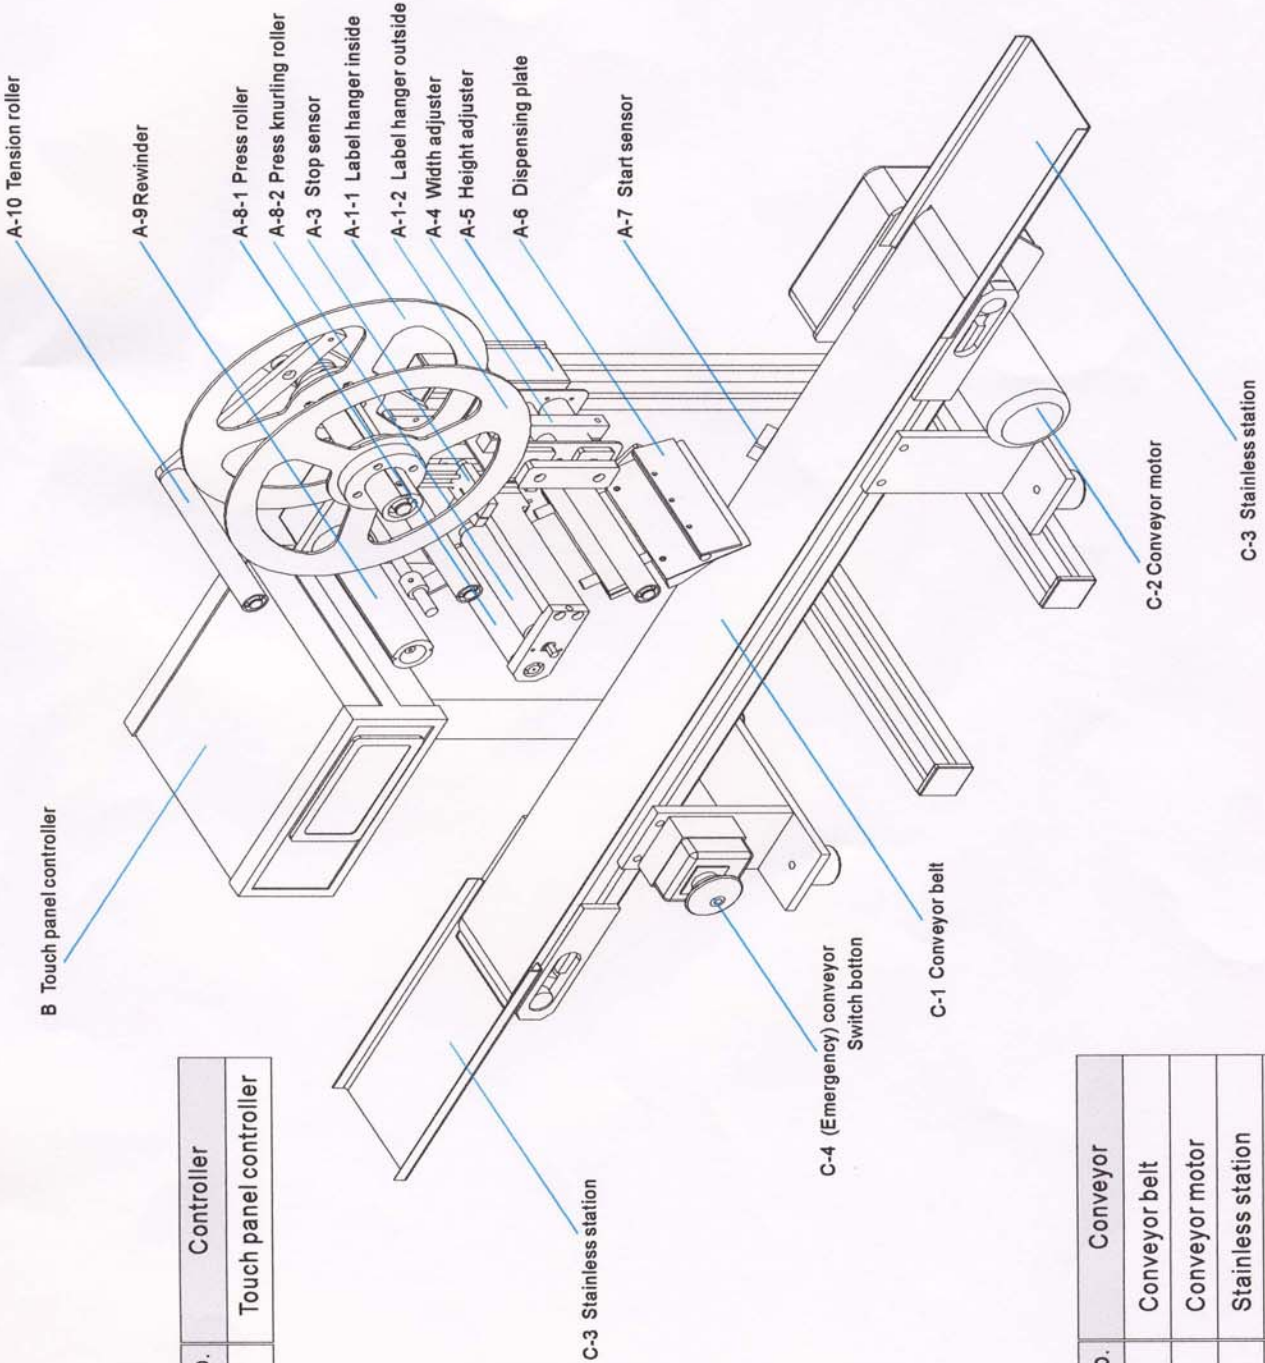 A-10 Tension roller
A-9Rewinder
A-8-1 Press roller
A-8-2 Press knurling roller
A-3 Stop sensor
A-1-1 Label hanger inside
A-1-2 Label hanger outside
A-4 Width adjuster
A-5 Height adjuster
A-6 Dispensing plate
A-7 Start sensor
B Touch panel controller
C-3 Stainless station
C-2 Conveyor motor
C-1 Conveyor belt
C-4 (Emergency) conveyor
Switch botton
C-3 Stainless station
Controller
Touch panel controller
Conveyor
Conveyor belt
Conveyor motor
Stainless station